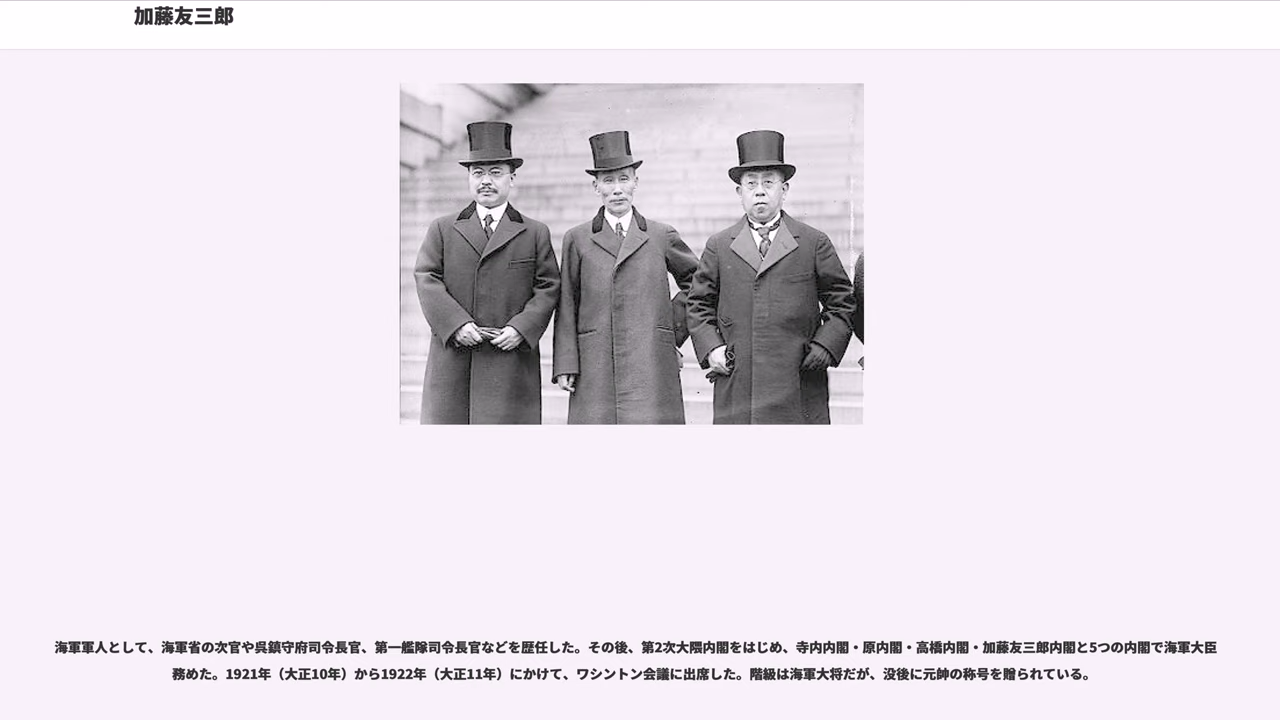 加藤友三郎
海軍軍人として、海軍省の次官や呉鎮守府司令長官、第一艦隊司令長官などを歴任した。その後、第2次大隈内閣をはじめ、寺内内閣・原内閣・高橋内閣・加藤友三郎内閣と5つの内閣で海軍大臣
務めた。1921年（大正10年）から1922年（大正11年）にかけて、ワシントン会議に出席した。階級は海軍大将だが、没後に元帥の称号を贈られている。